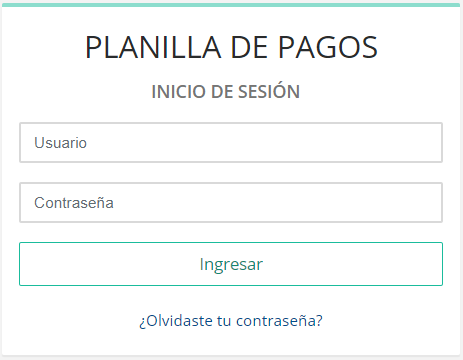 PLANILLA DE PAGOS
INICIO DE SESIÓN
Usuario
Contraseña
Ingresar
¿Olvidaste tu contraseña?